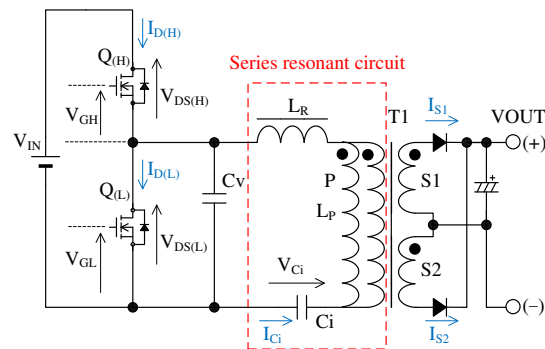 I_D(H)
Q_(H)
Series resonant circuit
V_GH
V_DS(H)
L_R
T1
I_S1
VOUT
V_IN
(+)
I_D(L)
Cv
P
S1
Q_(L)
L_P
V_GL
V_DS(L)
V_Ci
S2
I_Ci
Ci
I_S2
(−)